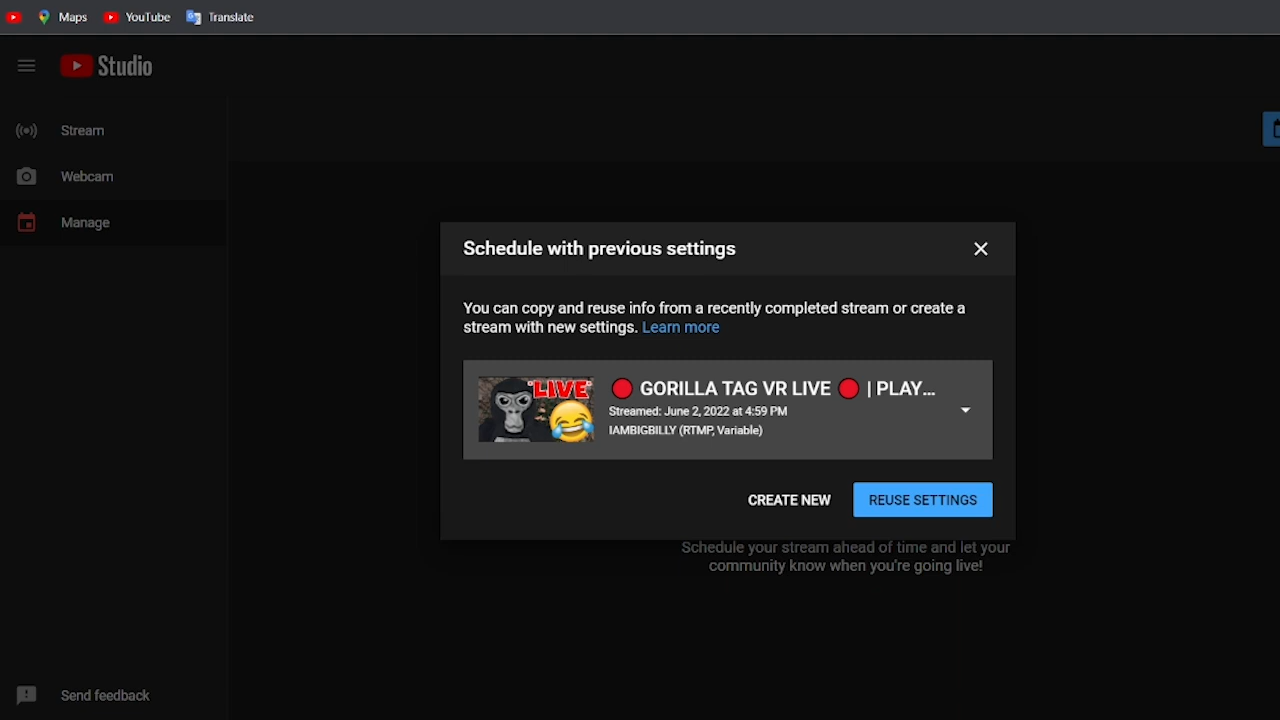 Maps
YouTube
Translate
Studio
Stream
Webcam
Manage
Schedule with previous settings
You can copy and reuse info from a recently completed stream or create a
stream with new settings. Learn more
"LIVE"
🔴 GORILLA TAG VR LIVE 🔴 | PLAY...
Streamed: June 2, 2022 at 4:59 PM
IAMBIGBILLY (RTMP, Variable)
CREATE NEW
REUSE SETTINGS
Schedule your stream ahead of time and let your
community know when you're going live!
Send feedback